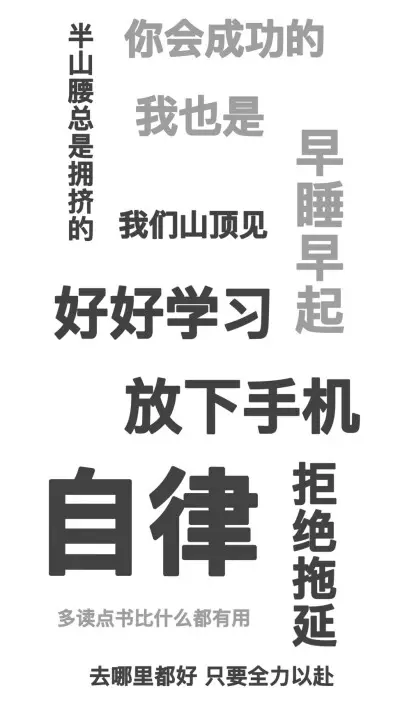 半山腰总是拥挤的
你会成功的
我也是
早睡早起
我们山顶见
好好学习
放下手机
自律
拒绝拖延
多读点书比什么都有用
去哪里都好 只要全力以赴